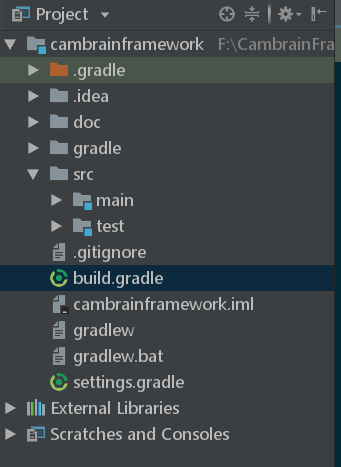 Project
cambrainframework F:\CambrainFra
.gradle
.idea
doc
gradle
src
main
test
.gitignore
build.gradle
cambrainframework.iml
gradlew
gradlew.bat
settings.gradle
External Libraries
Scratches and Consoles